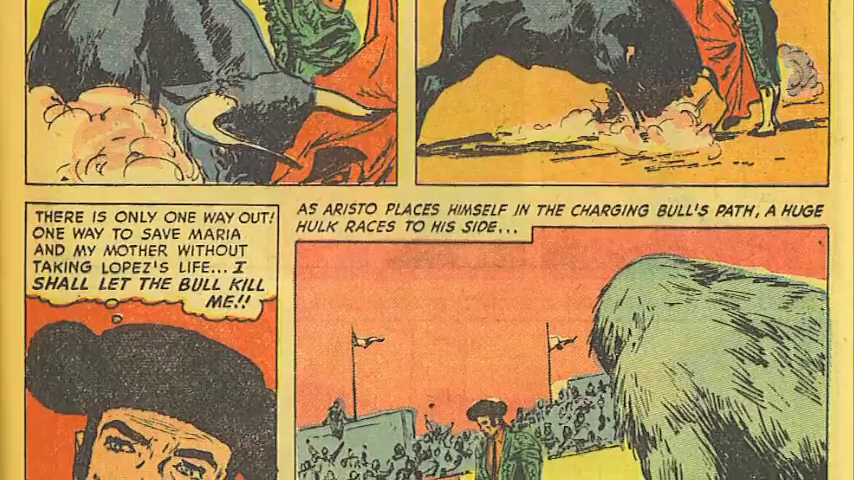 THERE IS ONLY ONE WAY OUT!
ONE WAY TO SAVE MARIA
AND MY MOTHER WITHOUT
TAKING LOPEZ'S LIFE... I
SHALL LET THE BULL KILL
ME!!
AS ARISTO PLACES HIMSELF IN THE CHARGING BULL'S PATH, A HUGE
HULK RACES TO HIS SIDE...